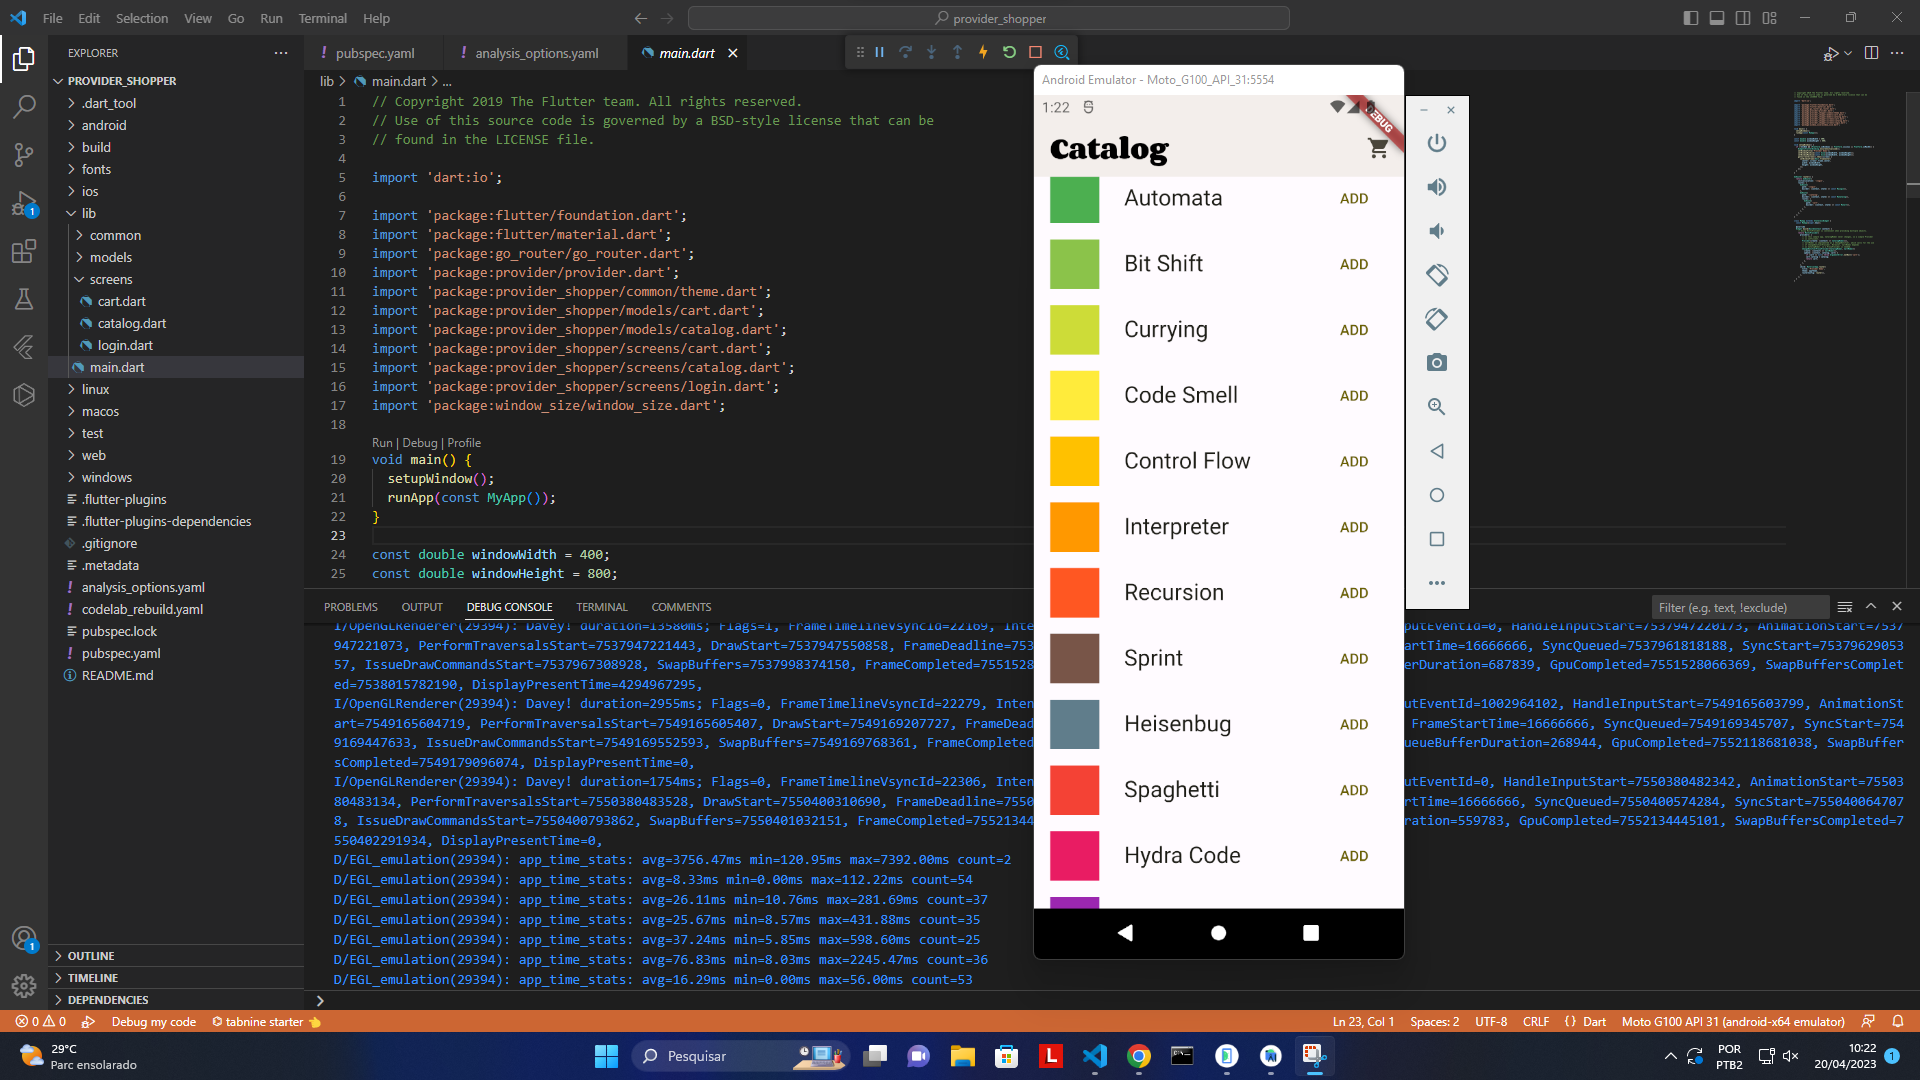 File Edit Selection View Go Run Terminal Help
provider_shopper
EXPLORER
PROVIDER_SHOPPER
.dart_tool
android
build
fonts
ios
lib
common
models
screens
cart.dart
catalog.dart
login.dart
main.dart
linux
macos
test
web
windows
.flutter-plugins
.flutter-plugins-dependencies
.gitignore
.metadata
analysis_options.yaml
codelab_rebuild.yaml
pubspec.lock
pubspec.yaml
README.md
OUTLINE
TIMELINE
DEPENDENCIES
pubspec.yaml analysis_options.yaml main.dart
lib > main.dart > ...
1 // Copyright 2019 The Flutter team. All rights reserved.
2 // Use of this source code is governed by a BSD-style license that can be
3 // found in the LICENSE file.
4
5 import 'dart:io';
6
7 import 'package:flutter/foundation.dart';
8 import 'package:flutter/material.dart';
9 import 'package:go_router/go_router.dart';
10 import 'package:provider/provider.dart';
11 import 'package:provider_shopper/common/theme.dart';
12 import 'package:provider_shopper/models/cart.dart';
13 import 'package:provider_shopper/models/catalog.dart';
14 import 'package:provider_shopper/screens/cart.dart';
15 import 'package:provider_shopper/screens/catalog.dart';
16 import 'package:provider_shopper/screens/login.dart';
17 import 'package:window_size/window_size.dart';
18
Run | Debug | Profile
19 void main() {
20 setupWindow();
21 runApp(const MyApp());
22 }
23
24 const double windowWidth = 400;
25 const double windowHeight = 800;
Android Emulator - Moto_G100_API_31:5554
1:22
DEBUG
Catalog
Automata ADD
Bit Shift ADD
Currying ADD
Code Smell ADD
Control Flow ADD
Interpreter ADD
Recursion ADD
Sprint ADD
Heisenbug ADD
Spaghetti ADD
Hydra Code ADD
PROBLEMS OUTPUT DEBUG CONSOLE TERMINAL COMMENTS
Filter (e.g. text, !exclude)
I/OpenGLRenderer(29394): Davey! duration=13580ms; Flags=1, FrameTimelineVsyncId=22169, Inte putEventId=0, HandleInputStart=7537947220173, AnimationStart=7537
947221073, PerformTraversalsStart=7537947221443, DrawStart=7537947550858, FrameDeadline=753 artTime=16666666, SyncQueued=7537961818188, SyncStart=75379629053
57, IssueDrawCommandsStart=7537967308928, SwapBuffers=7537998374150, FrameCompleted=7551528 erDuration=687839, GpuCompleted=7551528066369, SwapBuffersComplet
ed=7538015782190, DisplayPresentTime=4294967295,
I/OpenGLRenderer(29394): Davey! duration=2955ms; Flags=0, FrameTimelineVsyncId=22279, Inten utEventId=1002964102, HandleInputStart=7549165603799, AnimationSt
art=7549165604719, PerformTraversalsStart=7549165605407, DrawStart=7549169207727, FrameDead FrameStartTime=16666666, SyncQueued=7549169345707, SyncStart=754
9169447633, IssueDrawCommandsStart=7549169552593, SwapBuffers=7549169768361, FrameCompleted ueueBufferDuration=268944, GpuCompleted=7552118681038, SwapBuffer
sCompleted=7549179096074, DisplayPresentTime=0,
I/OpenGLRenderer(29394): Davey! duration=1754ms; Flags=0, FrameTimelineVsyncId=22306, Inten utEventId=0, HandleInputStart=7550380482342, AnimationStart=75503
80483134, PerformTraversalsStart=7550380483528, DrawStart=7550400310690, FrameDeadline=7550 rtTime=16666666, SyncQueued=7550400574284, SyncStart=755040064707
8, IssueDrawCommandsStart=7550400793862, SwapBuffers=7550401032151, FrameCompleted=75521344 ration=559783, GpuCompleted=7552134445101, SwapBuffersCompleted=7
550402291934, DisplayPresentTime=0,
D/EGL_emulation(29394): app_time_stats: avg=3756.47ms min=120.95ms max=7392.00ms count=2
D/EGL_emulation(29394): app_time_stats: avg=8.33ms min=0.00ms max=112.22ms count=54
D/EGL_emulation(29394): app_time_stats: avg=26.11ms min=10.76ms max=281.69ms count=37
D/EGL_emulation(29394): app_time_stats: avg=25.67ms min=8.57ms max=431.88ms count=35
D/EGL_emulation(29394): app_time_stats: avg=37.24ms min=5.85ms max=598.60ms count=25
D/EGL_emulation(29394): app_time_stats: avg=76.83ms min=8.03ms max=2245.47ms count=36
D/EGL_emulation(29394): app_time_stats: avg=16.29ms min=0.00ms max=56.00ms count=53
0 0 Debug my code tabnine starter Ln 23, Col 1 Spaces: 2 UTF-8 CRLF {} Dart Moto G100 API 31 (android-x64 emulator)
29°C
Parc ensolarado
Pesquisar
POR
PTB2
10:22
20/04/2023
1